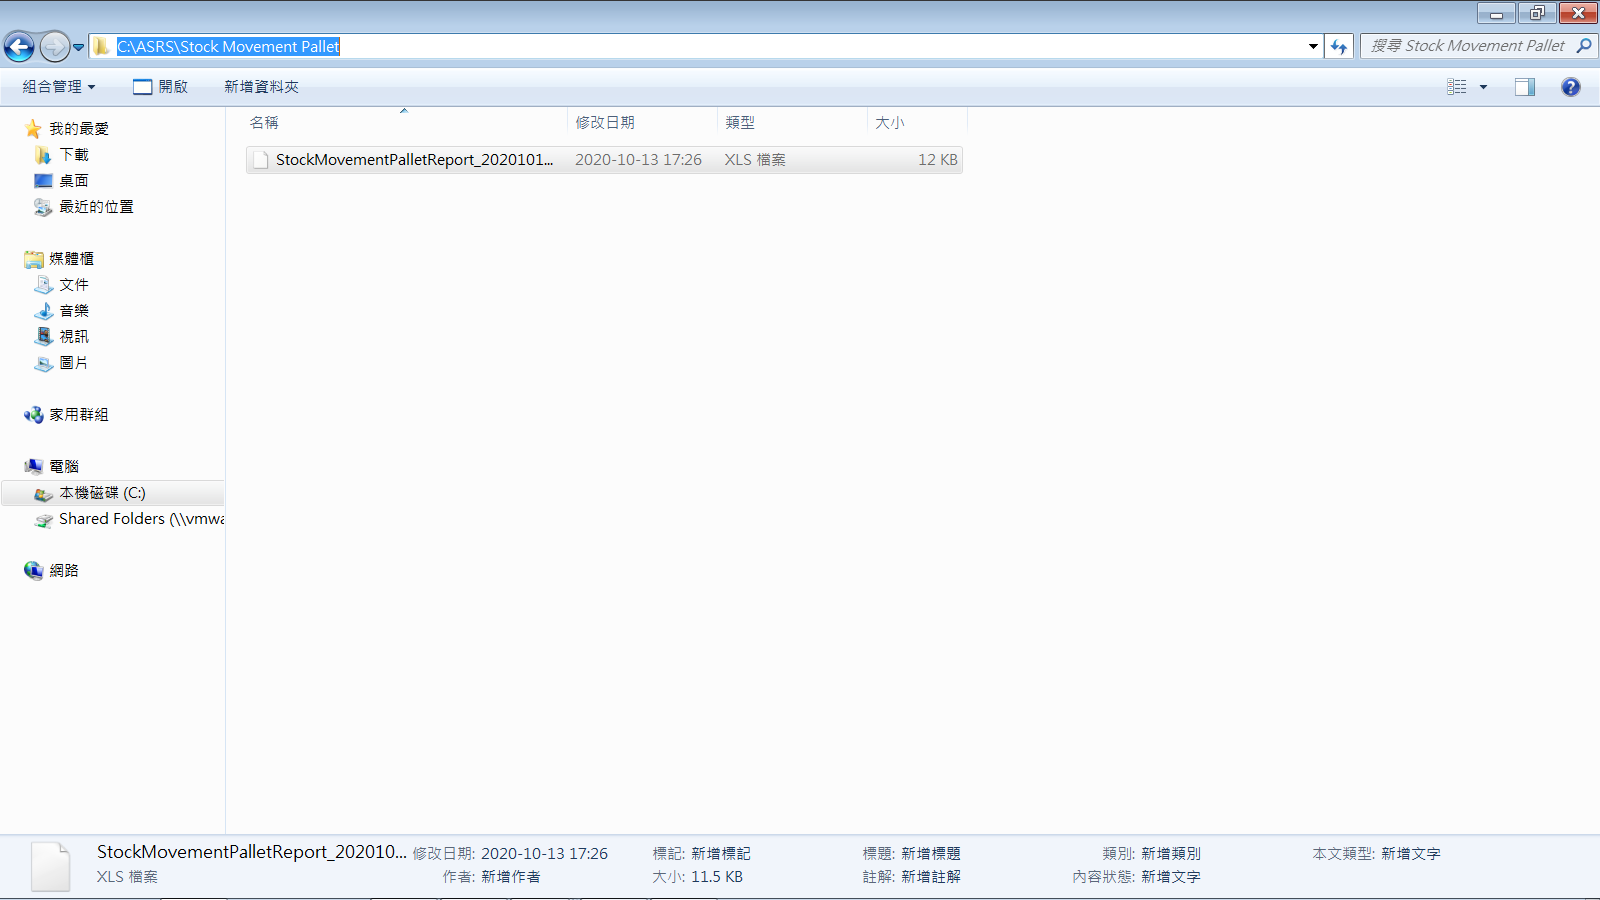 C:\ASRS\Stock Movement Pallet
搜尋 Stock Movement Pallet
組合管理 開啟 新增資料夾
我的最愛
下載
桌面
最近的位置
媒體櫃
文件
音樂
視訊
圖片
家用群組
電腦
本機磁碟 (C:)
Shared Folders (\\vmwa
網路
名稱 修改日期 類型 大小
StockMovementPalletReport_2020101... 2020-10-13 17:26 XLS 檔案 12 KB
StockMovementPalletReport_202010... 修改日期: 2020-10-13 17:26 標記: 新增標記 標題: 新增標題 類別: 新增類別 本文類型: 新增文字
XLS 檔案 作者: 新增作者 大小: 11.5 KB 註解: 新增註解 內容狀態: 新增文字